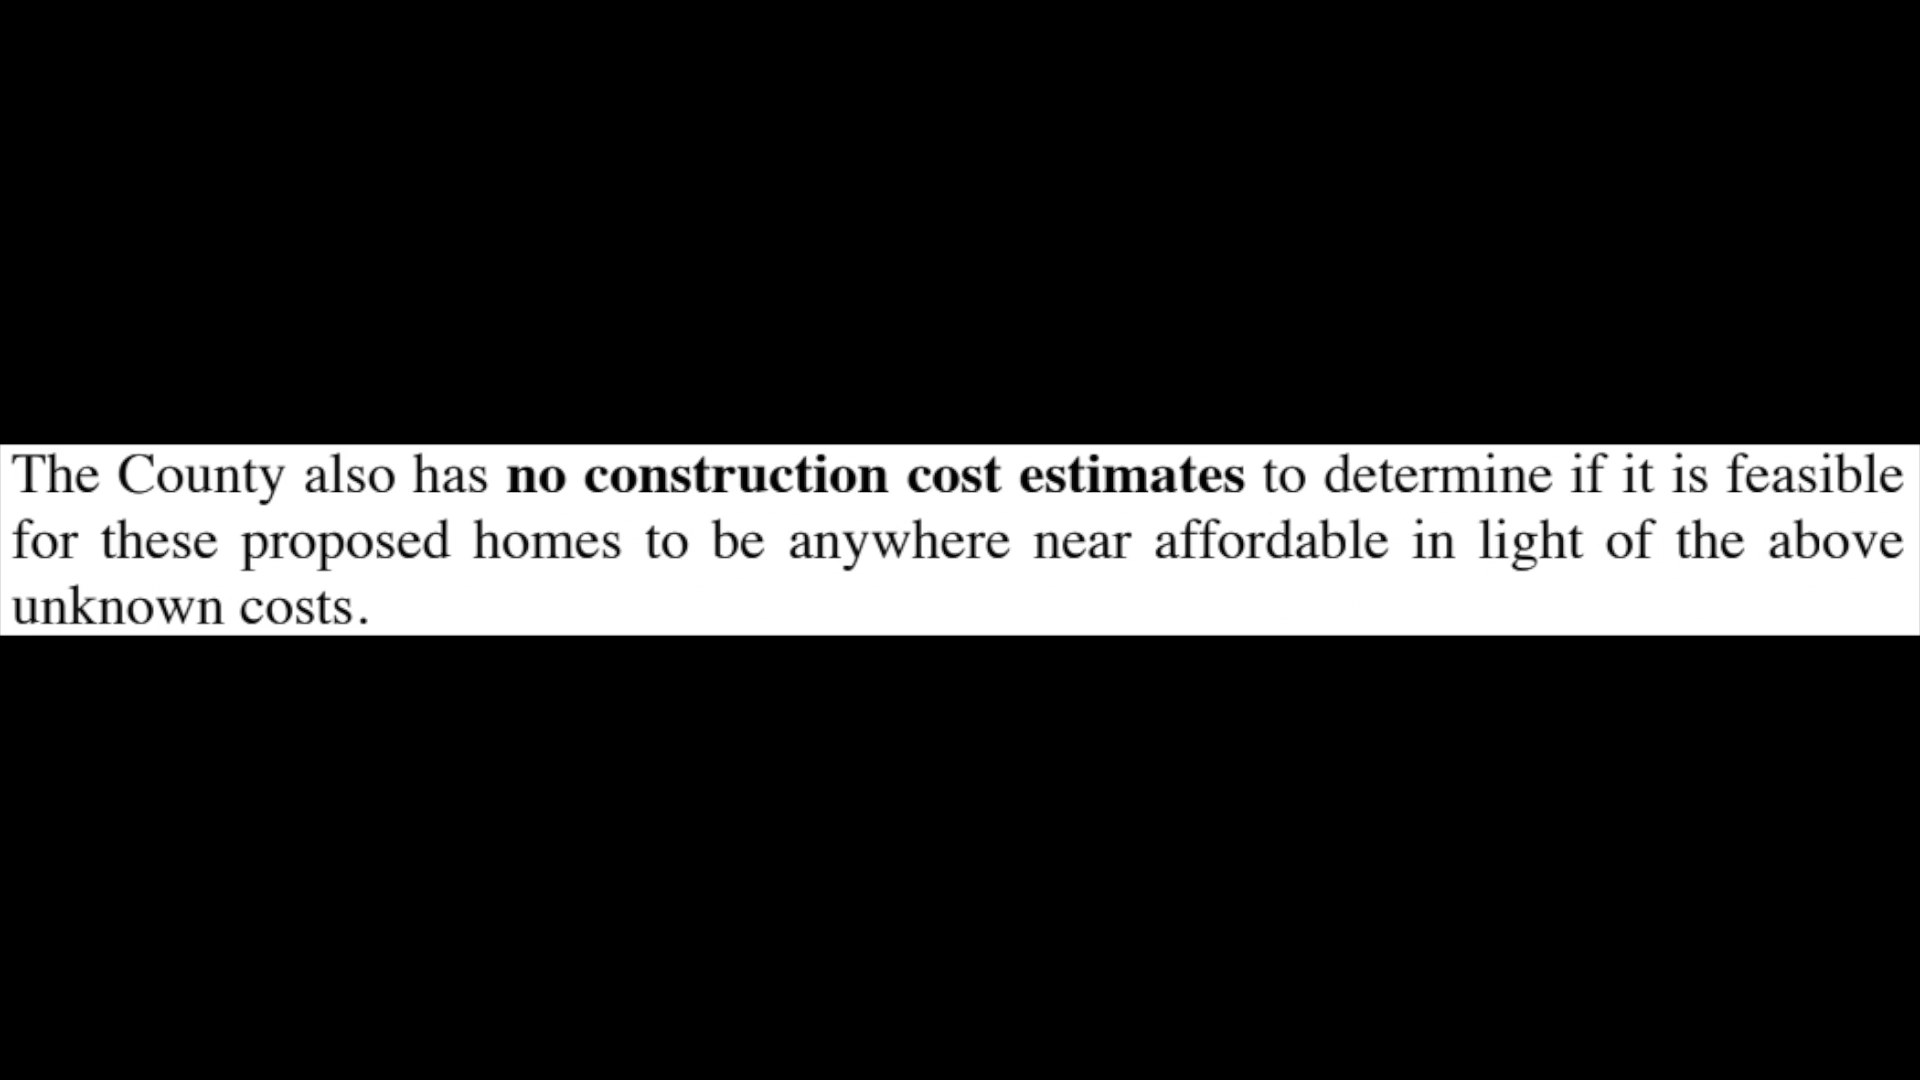 The County also has no construction cost estimates to determine if it is feasible
for these proposed homes to be anywhere near affordable in light of the above
unknown costs.